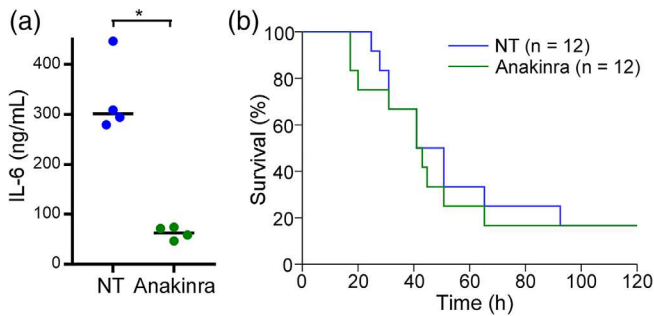 (a)
*
IL-6 (ng/mL)
400
300
200
100
0
NT Anakinra
(b)
Survival (%)
100
80
60
40
20
0
NT (n = 12)
Anakinra (n = 12)
0 20 40 60 80 100 120
Time (h)